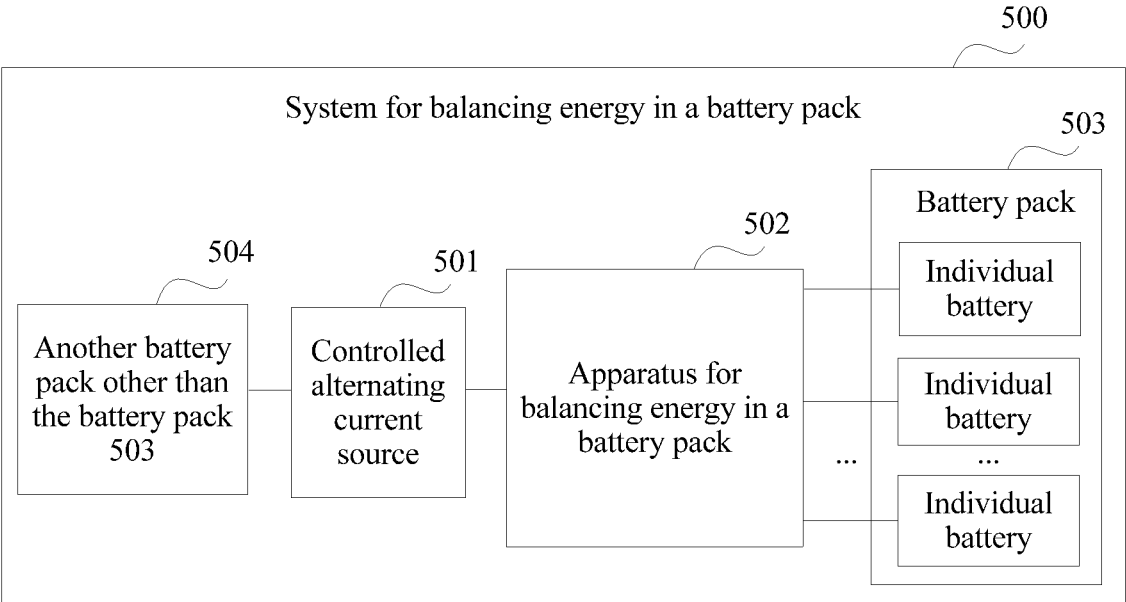 500
System for balancing energy in a battery pack
503
Battery pack
502
504
501
Individual
battery
Another battery
pack other than
the battery pack
503
Controlled
alternating
current
source
Apparatus for
balancing energy in a
battery pack
Individual
battery
...
...
Individual
battery